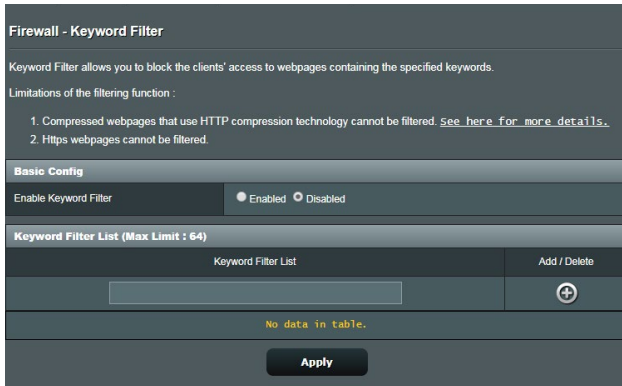 Firewall - Keyword Filter
Keyword Filter allows you to block the clients' access to webpages containing the specified keywords.
Limitations of the filtering function :
1. Compressed webpages that use HTTP compression technology cannot be filtered. See here for more details.
2. Https webpages cannot be filtered.
Basic Config
Enable Keyword Filter Enabled Disabled
Keyword Filter List (Max Limit : 64)
Keyword Filter List Add / Delete
No data in table.
Apply